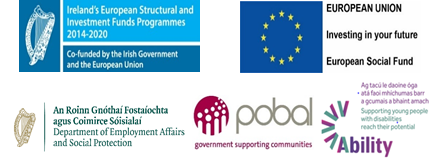 Ireland's European Structural and
Investment Funds Programmes
2014-2020
Co-funded by the Irish Government
and the European Union
EUROPEAN UNION
Investing in your future
European Social Fund
An Roinn Gnóthaí Fostaíochta
agus Coimirce Sóisialaí
Department of Employment Affairs
and Social Protection
pobal
government supporting communities
Ag tacú le daoine óga
atá faoi mhíchumas barr
a gcumais a bhaint amach
Supporting young people
with disabilities
reach their potential
Ability